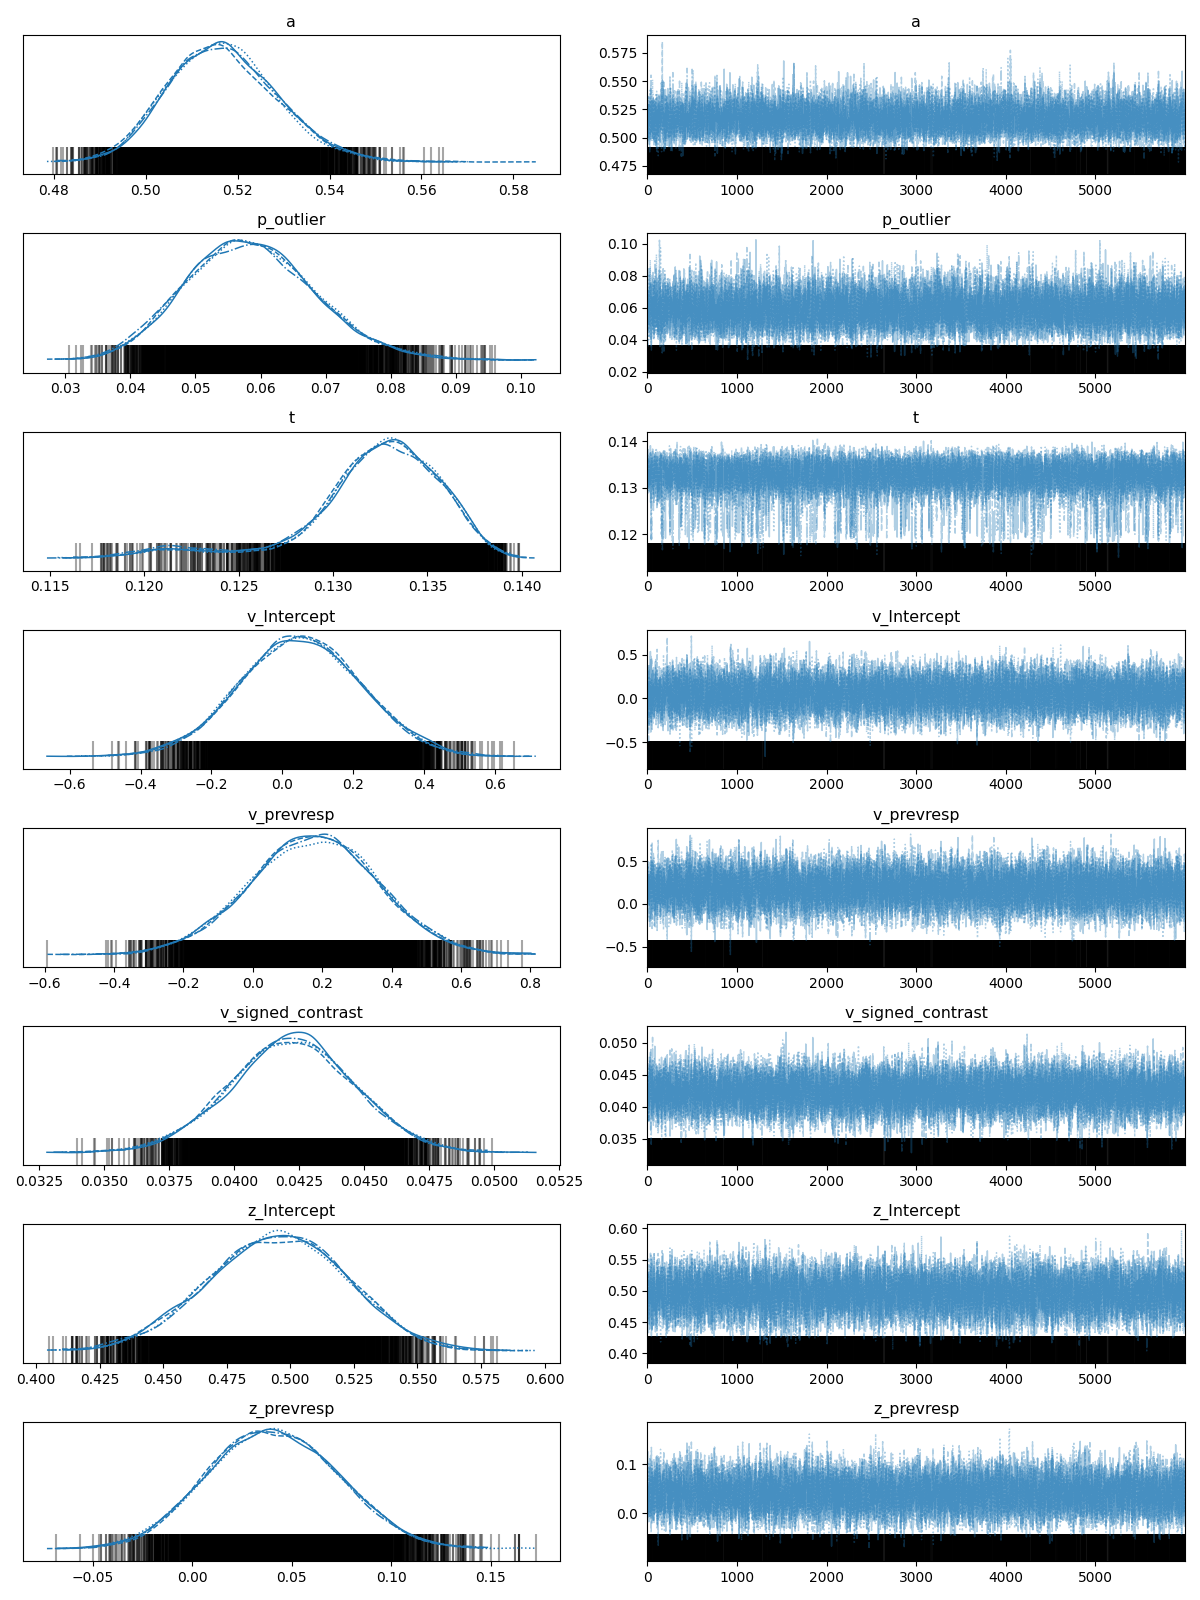 a a
0.575
0.550
0.525
0.500
0.475
0.48 0.50 0.52 0.54 0.56 0.58 0 1000 2000 3000 4000 5000
p_outlier p_outlier
0.10
0.08
0.06
0.04
0.02
0.03 0.04 0.05 0.06 0.07 0.08 0.09 0.10 0 1000 2000 3000 4000 5000
t t
0.14
0.13
0.12
0.115 0.120 0.125 0.130 0.135 0.140 0 1000 2000 3000 4000 5000
v_Intercept v_Intercept
0.5
0.0
−0.5
−0.6 −0.4 −0.2 0.0 0.2 0.4 0.6 0 1000 2000 3000 4000 5000
v_prevresp v_prevresp
0.5
0.0
−0.5
−0.6 −0.4 −0.2 0.0 0.2 0.4 0.6 0.8 0 1000 2000 3000 4000 5000
v_signed_contrast v_signed_contrast
0.050
0.045
0.040
0.035
0.0325 0.0350 0.0375 0.0400 0.0425 0.0450 0.0475 0.0500 0.0525 0 1000 2000 3000 4000 5000
z_Intercept z_Intercept
0.60
0.55
0.50
0.45
0.40
0.400 0.425 0.450 0.475 0.500 0.525 0.550 0.575 0.600 0 1000 2000 3000 4000 5000
z_prevresp z_prevresp
0.1
0.0
−0.05 0.00 0.05 0.10 0.15 0 1000 2000 3000 4000 5000